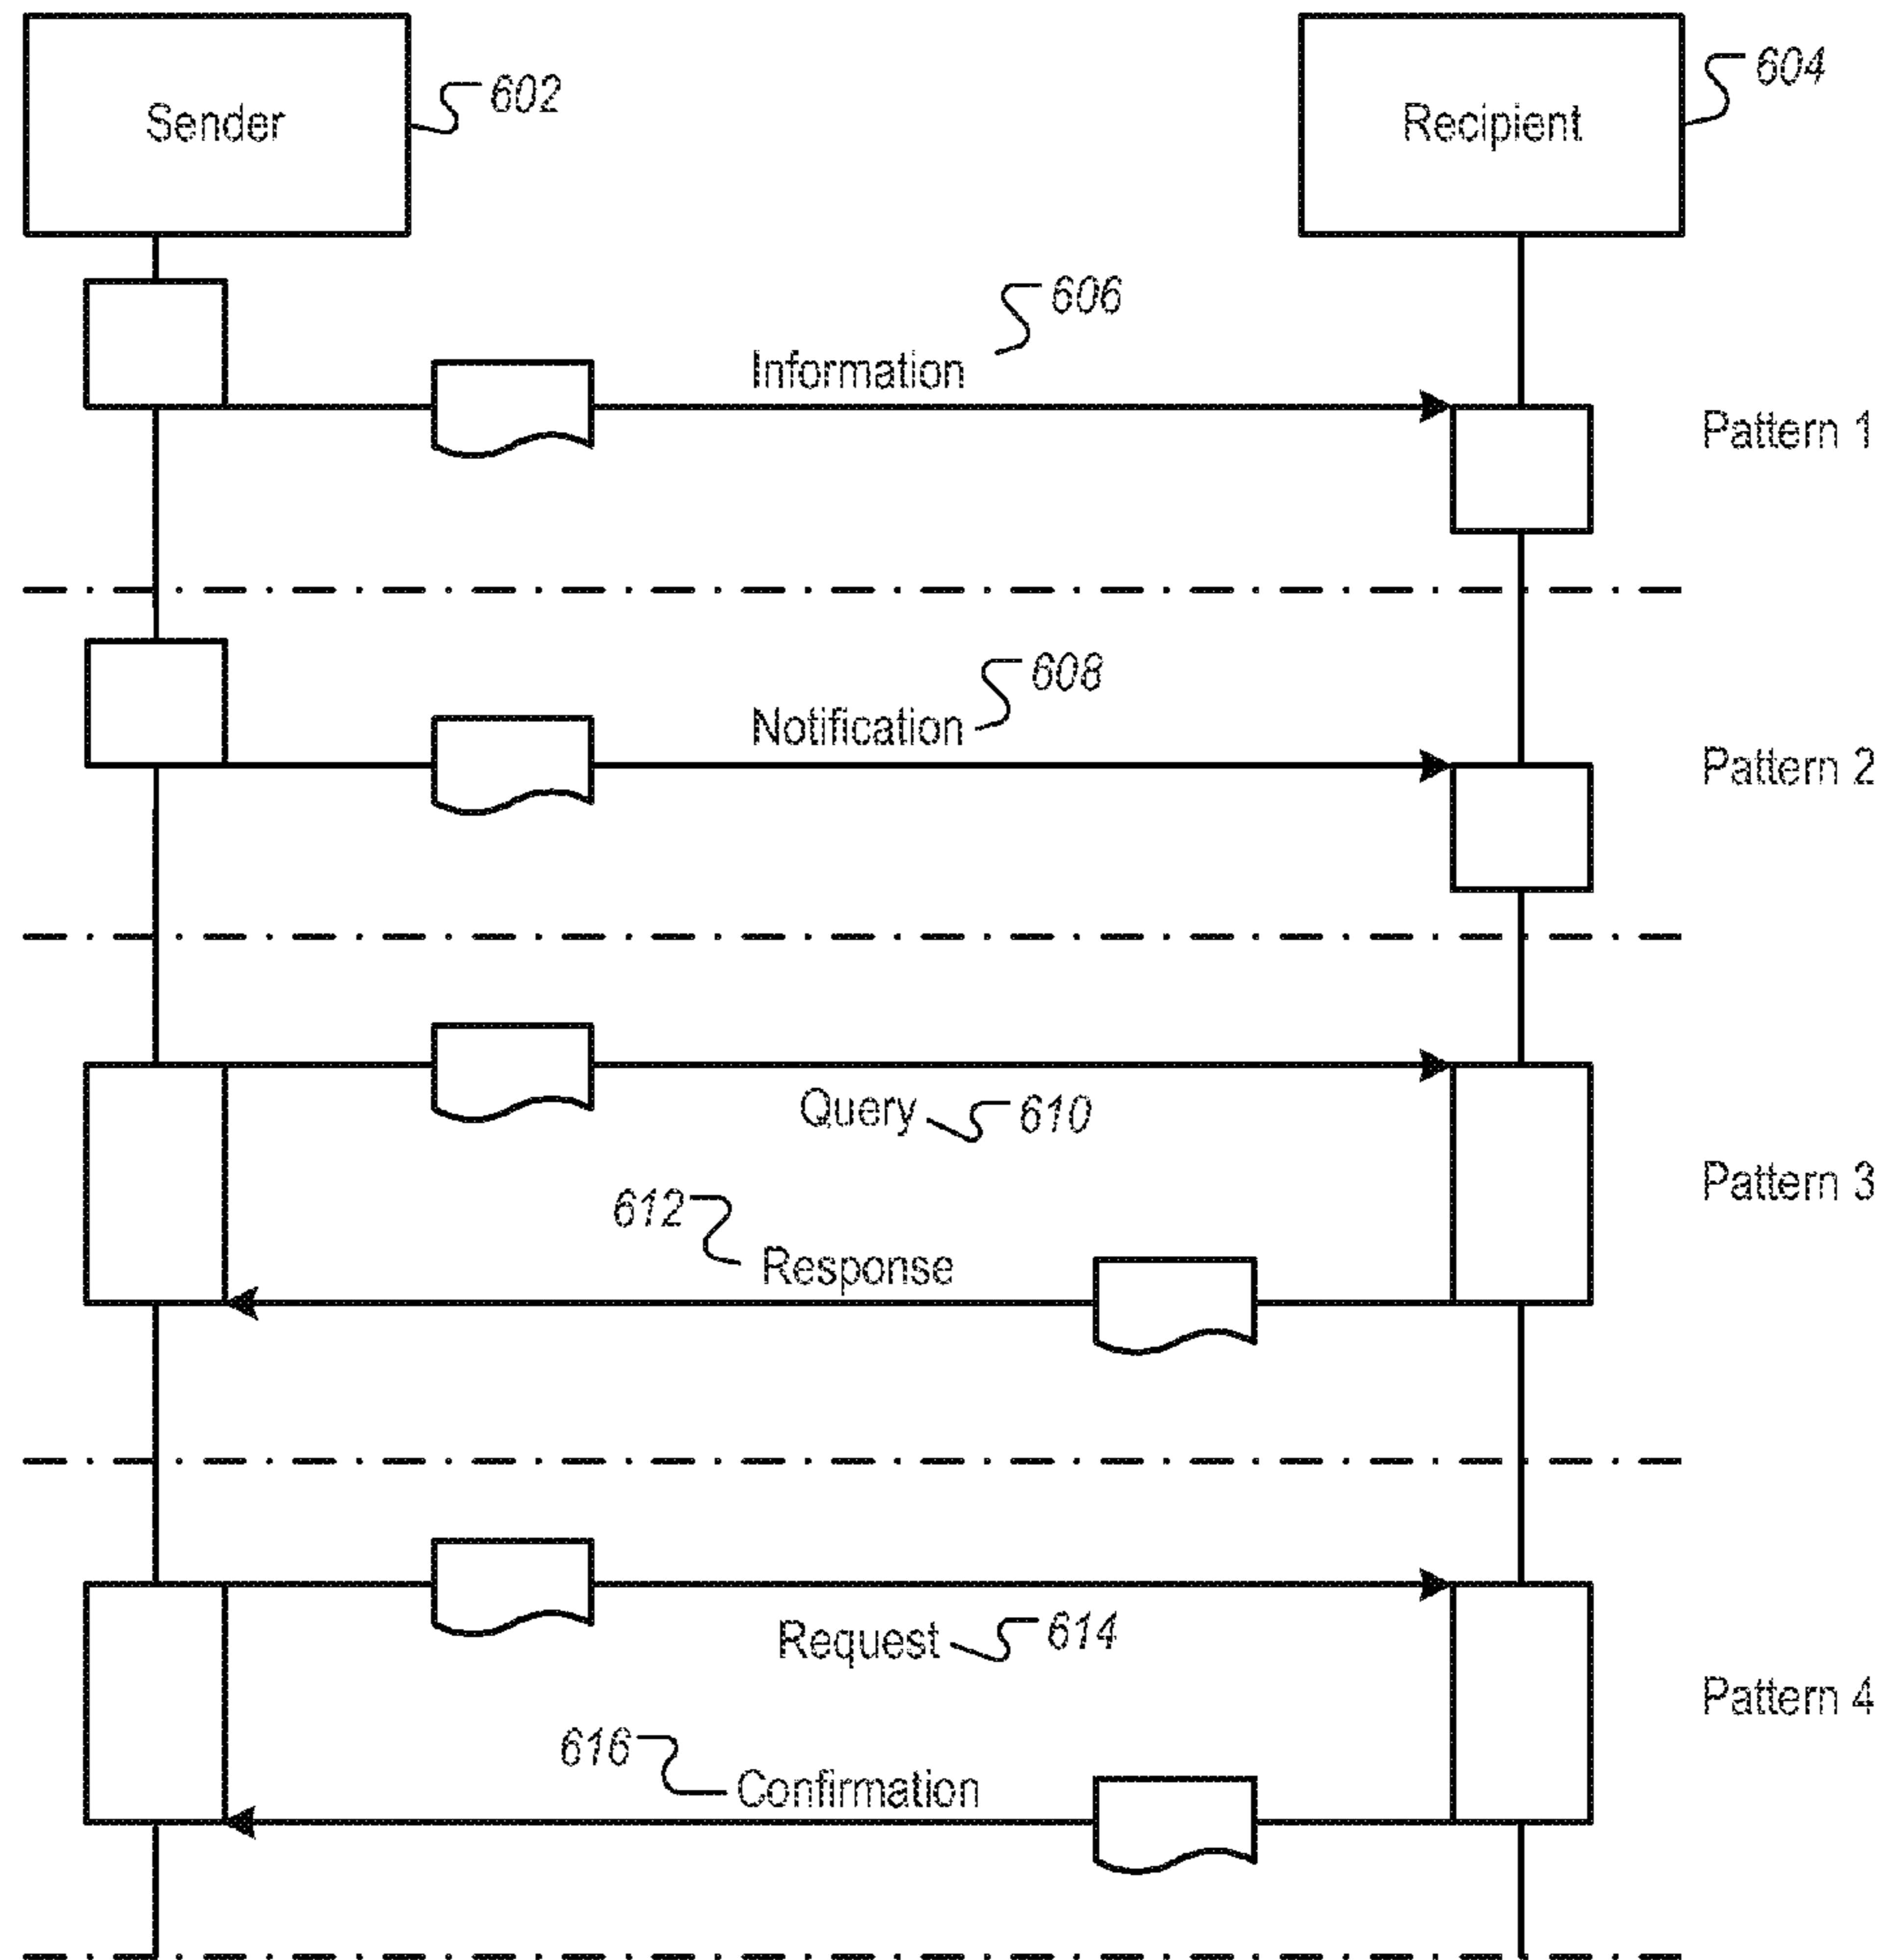 Sender
602
Recipient
604
606
Information
Pattern 1
608
Notification
Pattern 2
Query
610
Pattern 3
612
Response
Request
614
Pattern 4
616
Confirmation